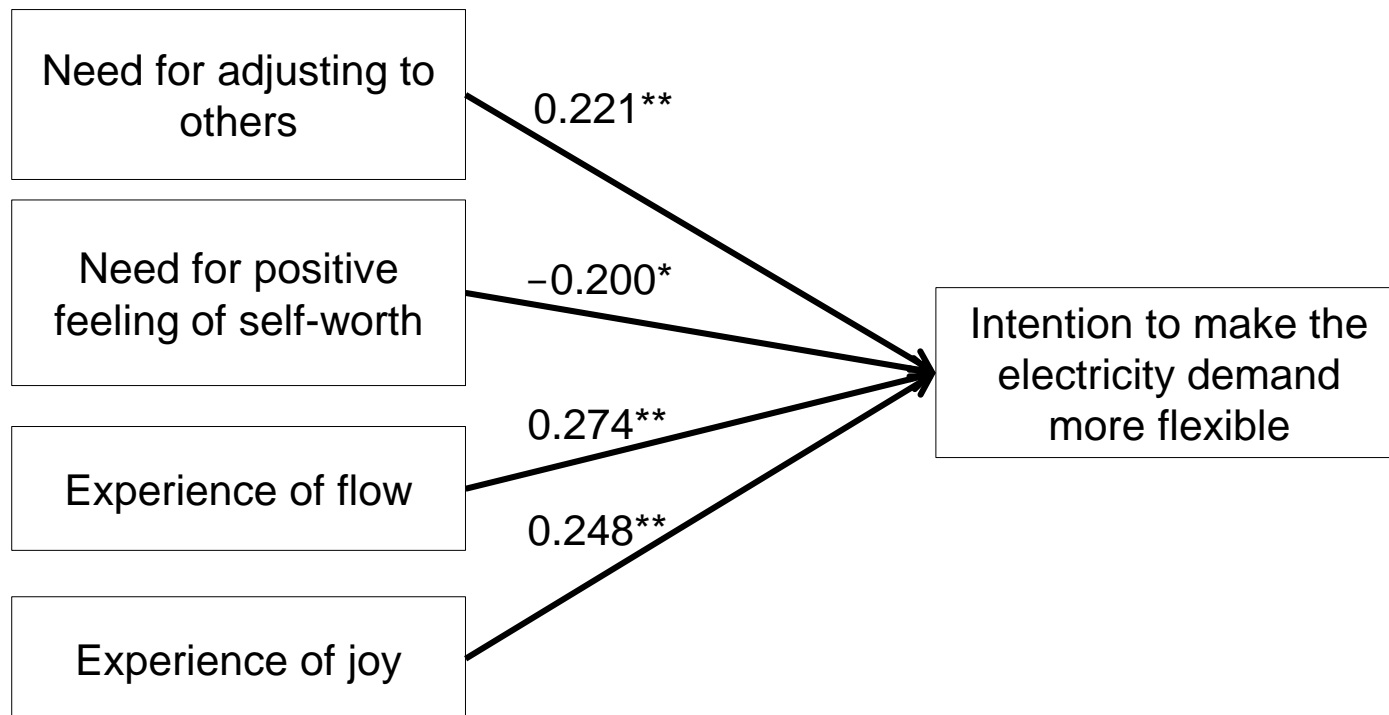 Need for adjusting to
others
0.221**
Need for positive
feeling of self-worth
−0.200*
Experience of flow
0.274**
Experience of joy
0.248**
Intention to make the
electricity demand
more flexible